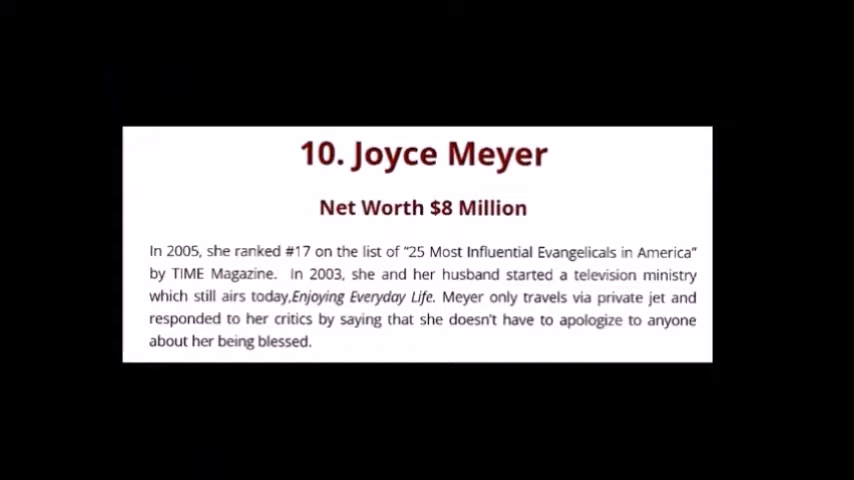 10. Joyce Meyer
Net Worth $8 Million
In 2005, she ranked #17 on the list of "25 Most Influential Evangelicals in America"
by TIME Magazine. In 2003, she and her husband started a television ministry
which still airs today,Enjoying Everyday Life. Meyer only travels via private jet and
responded to her critics by saying that she doesn't have to apologize to anyone
about her being blessed.